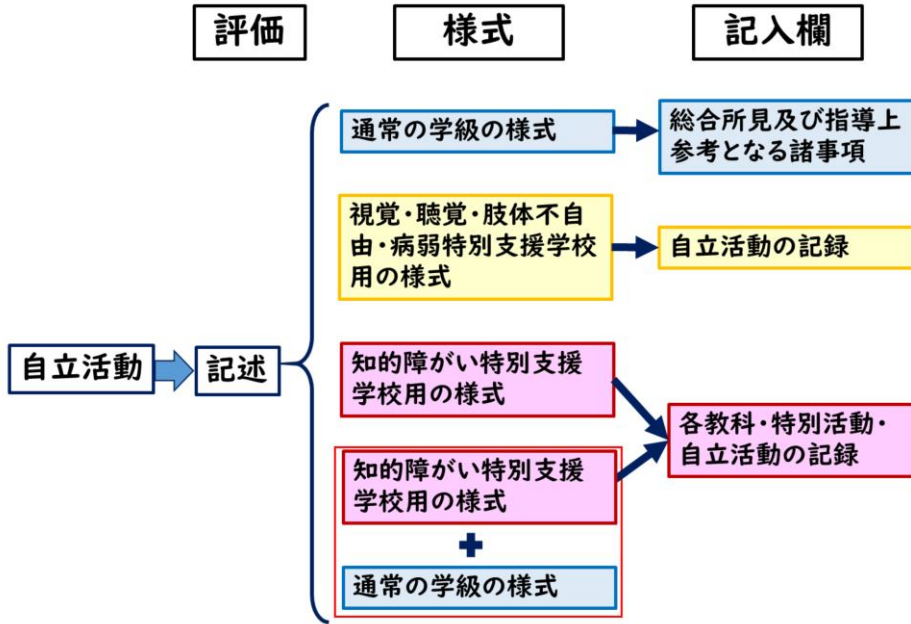 評価
様式
記入欄
通常の学級の様式
総合所見及び指導上
参考となる諸事項
視覚・聴覚・肢体不自
由・病弱特別支援学校
用の様式
自立活動の記録
自立活動
記述
知的障がい特別支援
学校用の様式
各教科・特別活動・
自立活動の記録
知的障がい特別支援
学校用の様式
+
通常の学級の様式